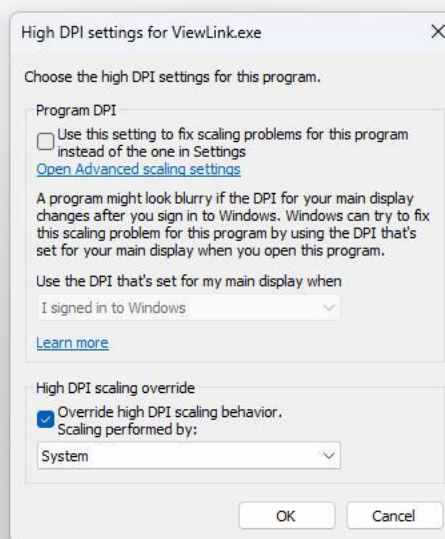 High DPI settings for ViewLink.exe
Choose the high DPI settings for this program.
Program DPI
Use this setting to fix scaling problems for this program
instead of the one in Settings
Open Advanced scaling settings
A program might look blurry if the DPI for your main display
changes after you sign in to Windows. Windows can try to fix
this scaling problem for this program by using the DPI that's
set for your main display when you open this program.
Use the DPI that's set for my main display when
I signed in to Windows
Learn more
High DPI scaling override
Override high DPI scaling behavior.
Scaling performed by:
System
OK Cancel